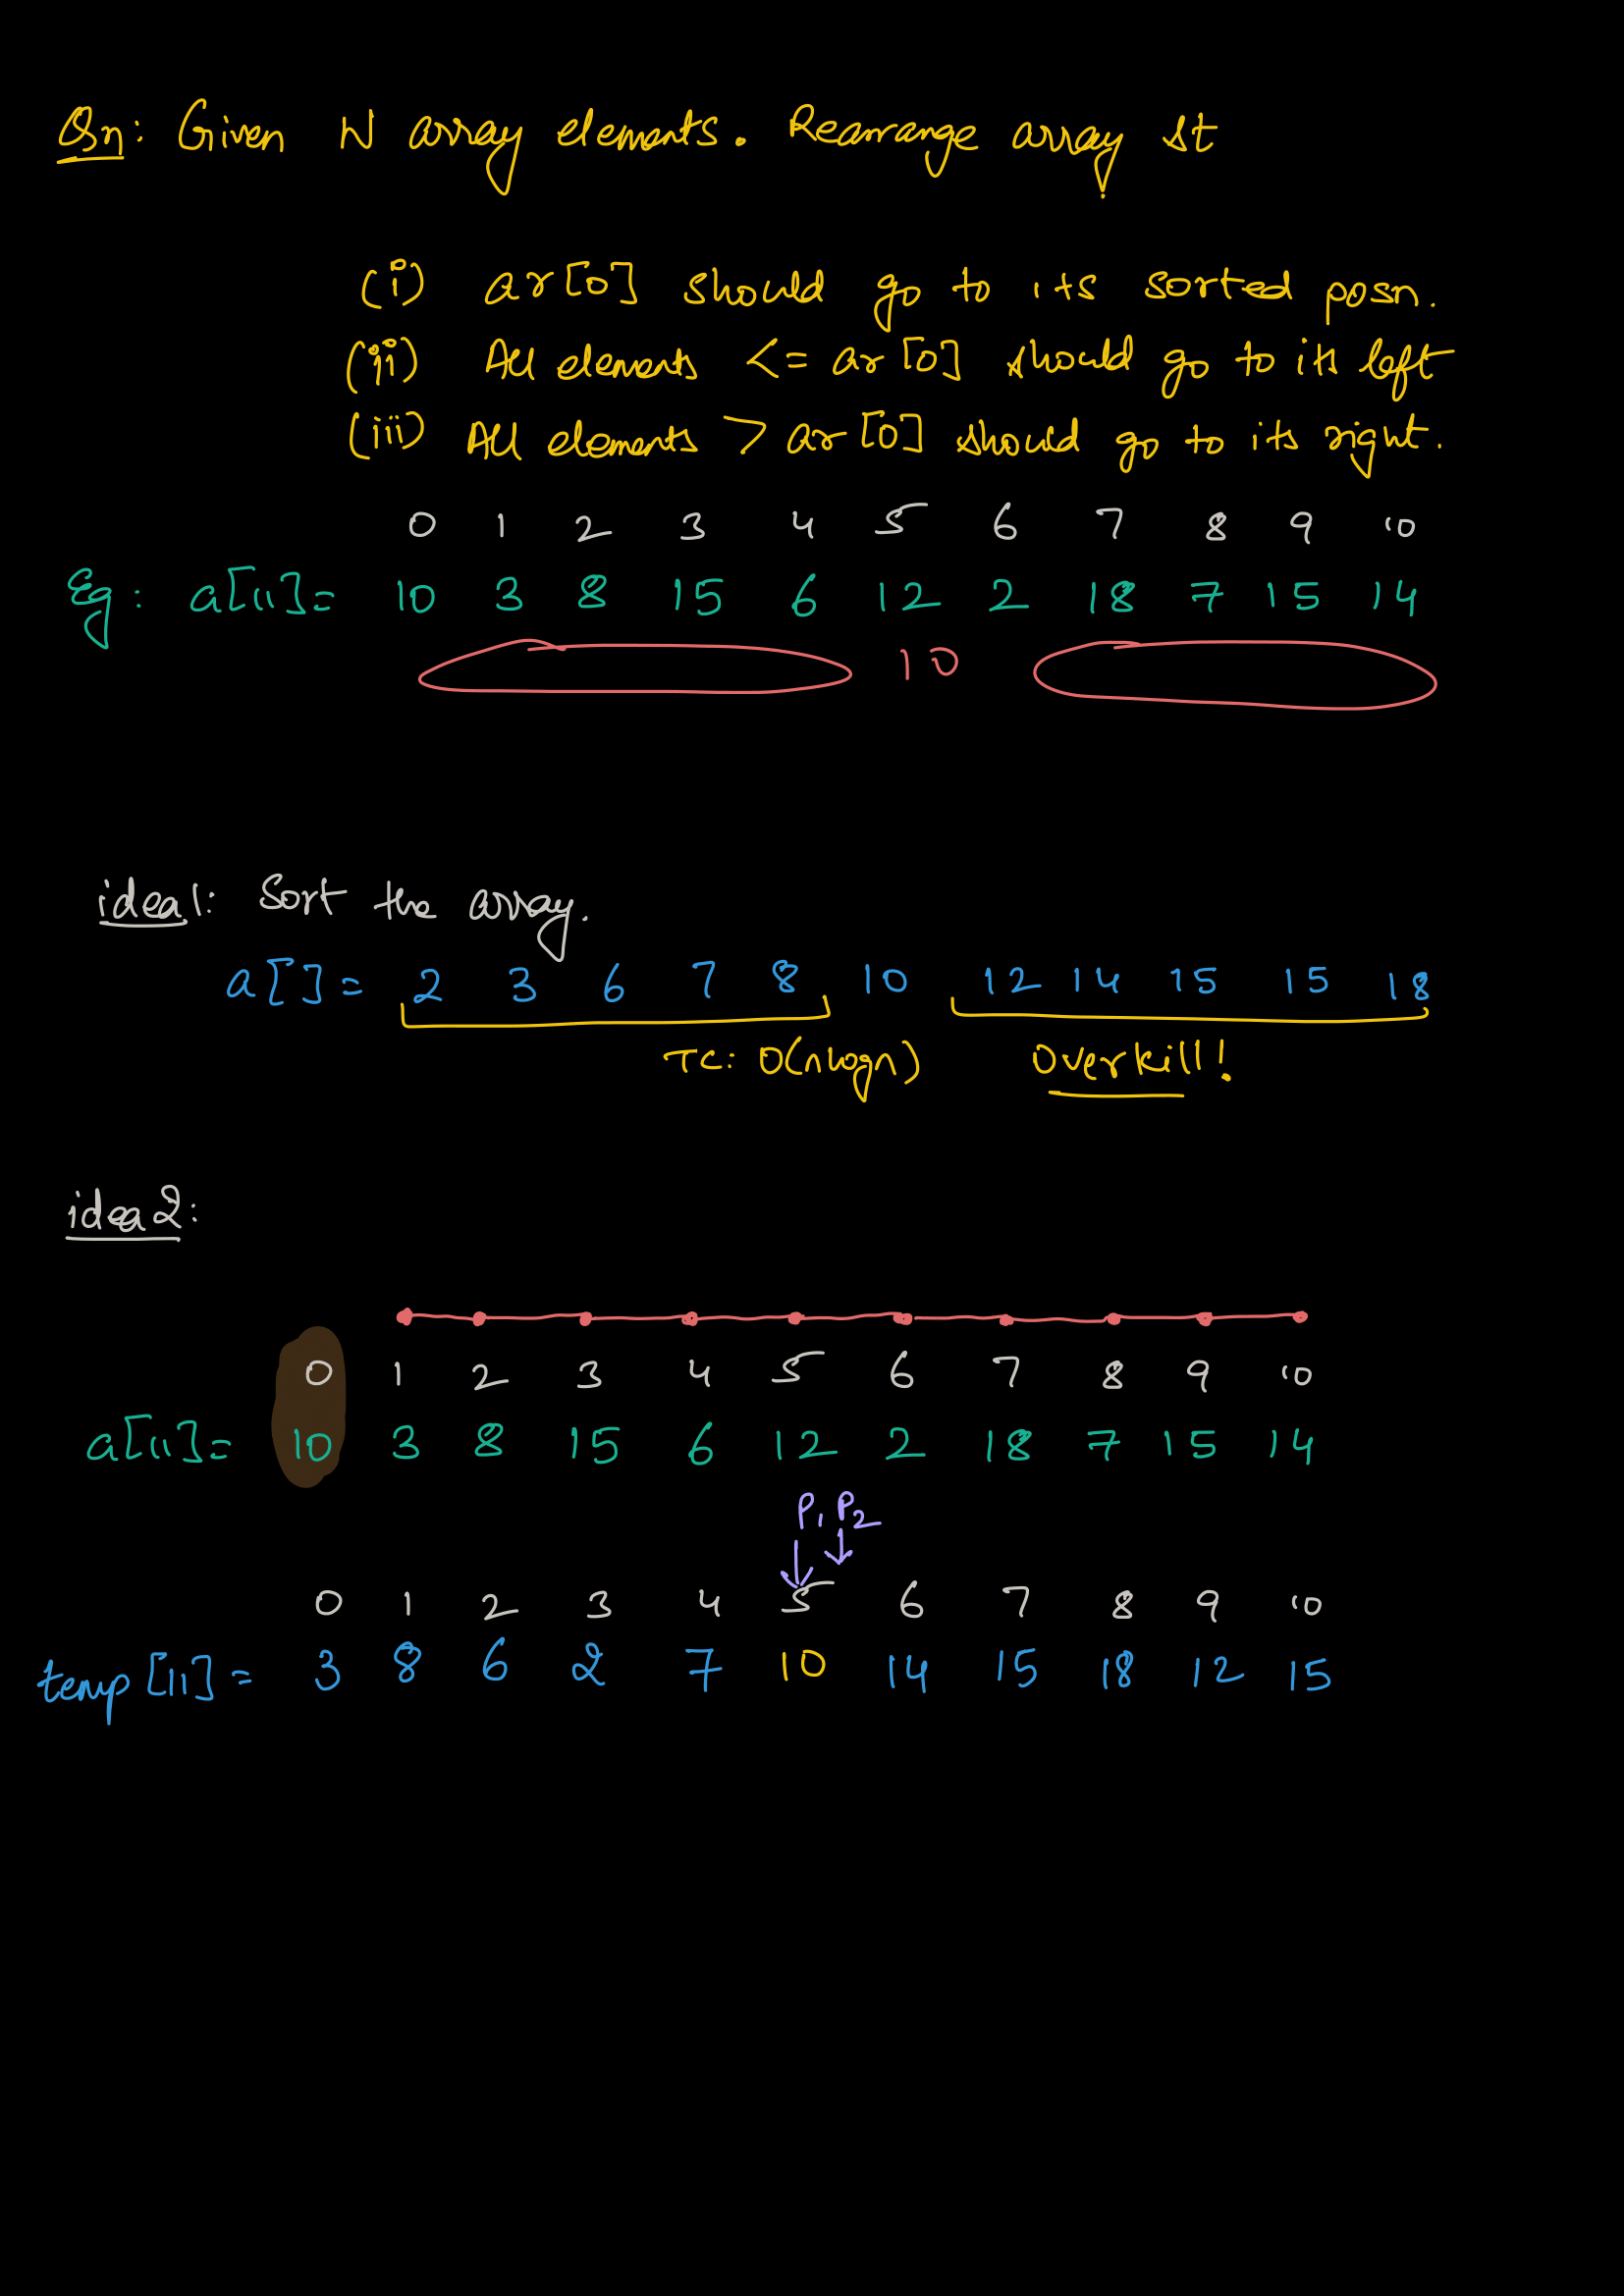 Qn: Given N array elements. Rearrange array st
(i) ar[0] should go to its sorted posn.
(ii) All elements <= ar[0] should go to its left
(iii) All elements > ar[0] should go to its right.
0 1 2 3 4 5 6 7 8 9 10
Eg: a[11]= 10 3 8 15 6 12 2 18 7 15 14
10
idea1: Sort the array.
a[]= 2 3 6 7 8 10 12 14 15 15 18
TC: O(nlogn) Overkill!
idea2:
0 1 2 3 4 5 6 7 8 9 10
a[11]= 10 3 8 15 6 12 2 18 7 15 14
P1 P2
0 1 2 3 4 5 6 7 8 9 10
temp[11]= 3 8 6 2 7 10 14 15 18 12 15